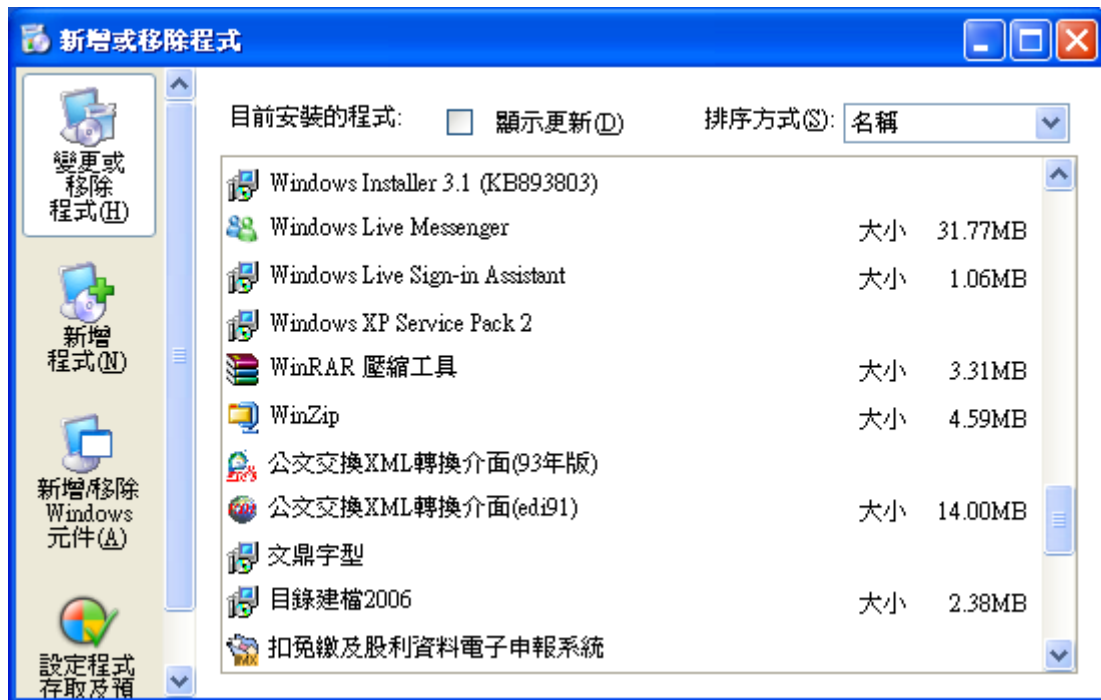 新增或移除程式
變更或
移除
程式(H)
新增
程式(N)
新增/移除
Windows
元件(A)
設定程式
存取及預
目前安裝的程式: 顯示更新(D) 排序方式(S): 名稱
Windows Installer 3.1 (KB893803)
Windows Live Messenger 大小 31.77MB
Windows Live Sign-in Assistant 大小 1.06MB
Windows XP Service Pack 2
WinRAR 壓縮工具 大小 3.31MB
WinZip 大小 4.59MB
公文交換XML轉換介面(93年版)
公文交換XML轉換介面(edi91) 大小 14.00MB
文鼎字型
目錄建檔2006 大小 2.38MB
扣免繳及股利資料電子申報系統